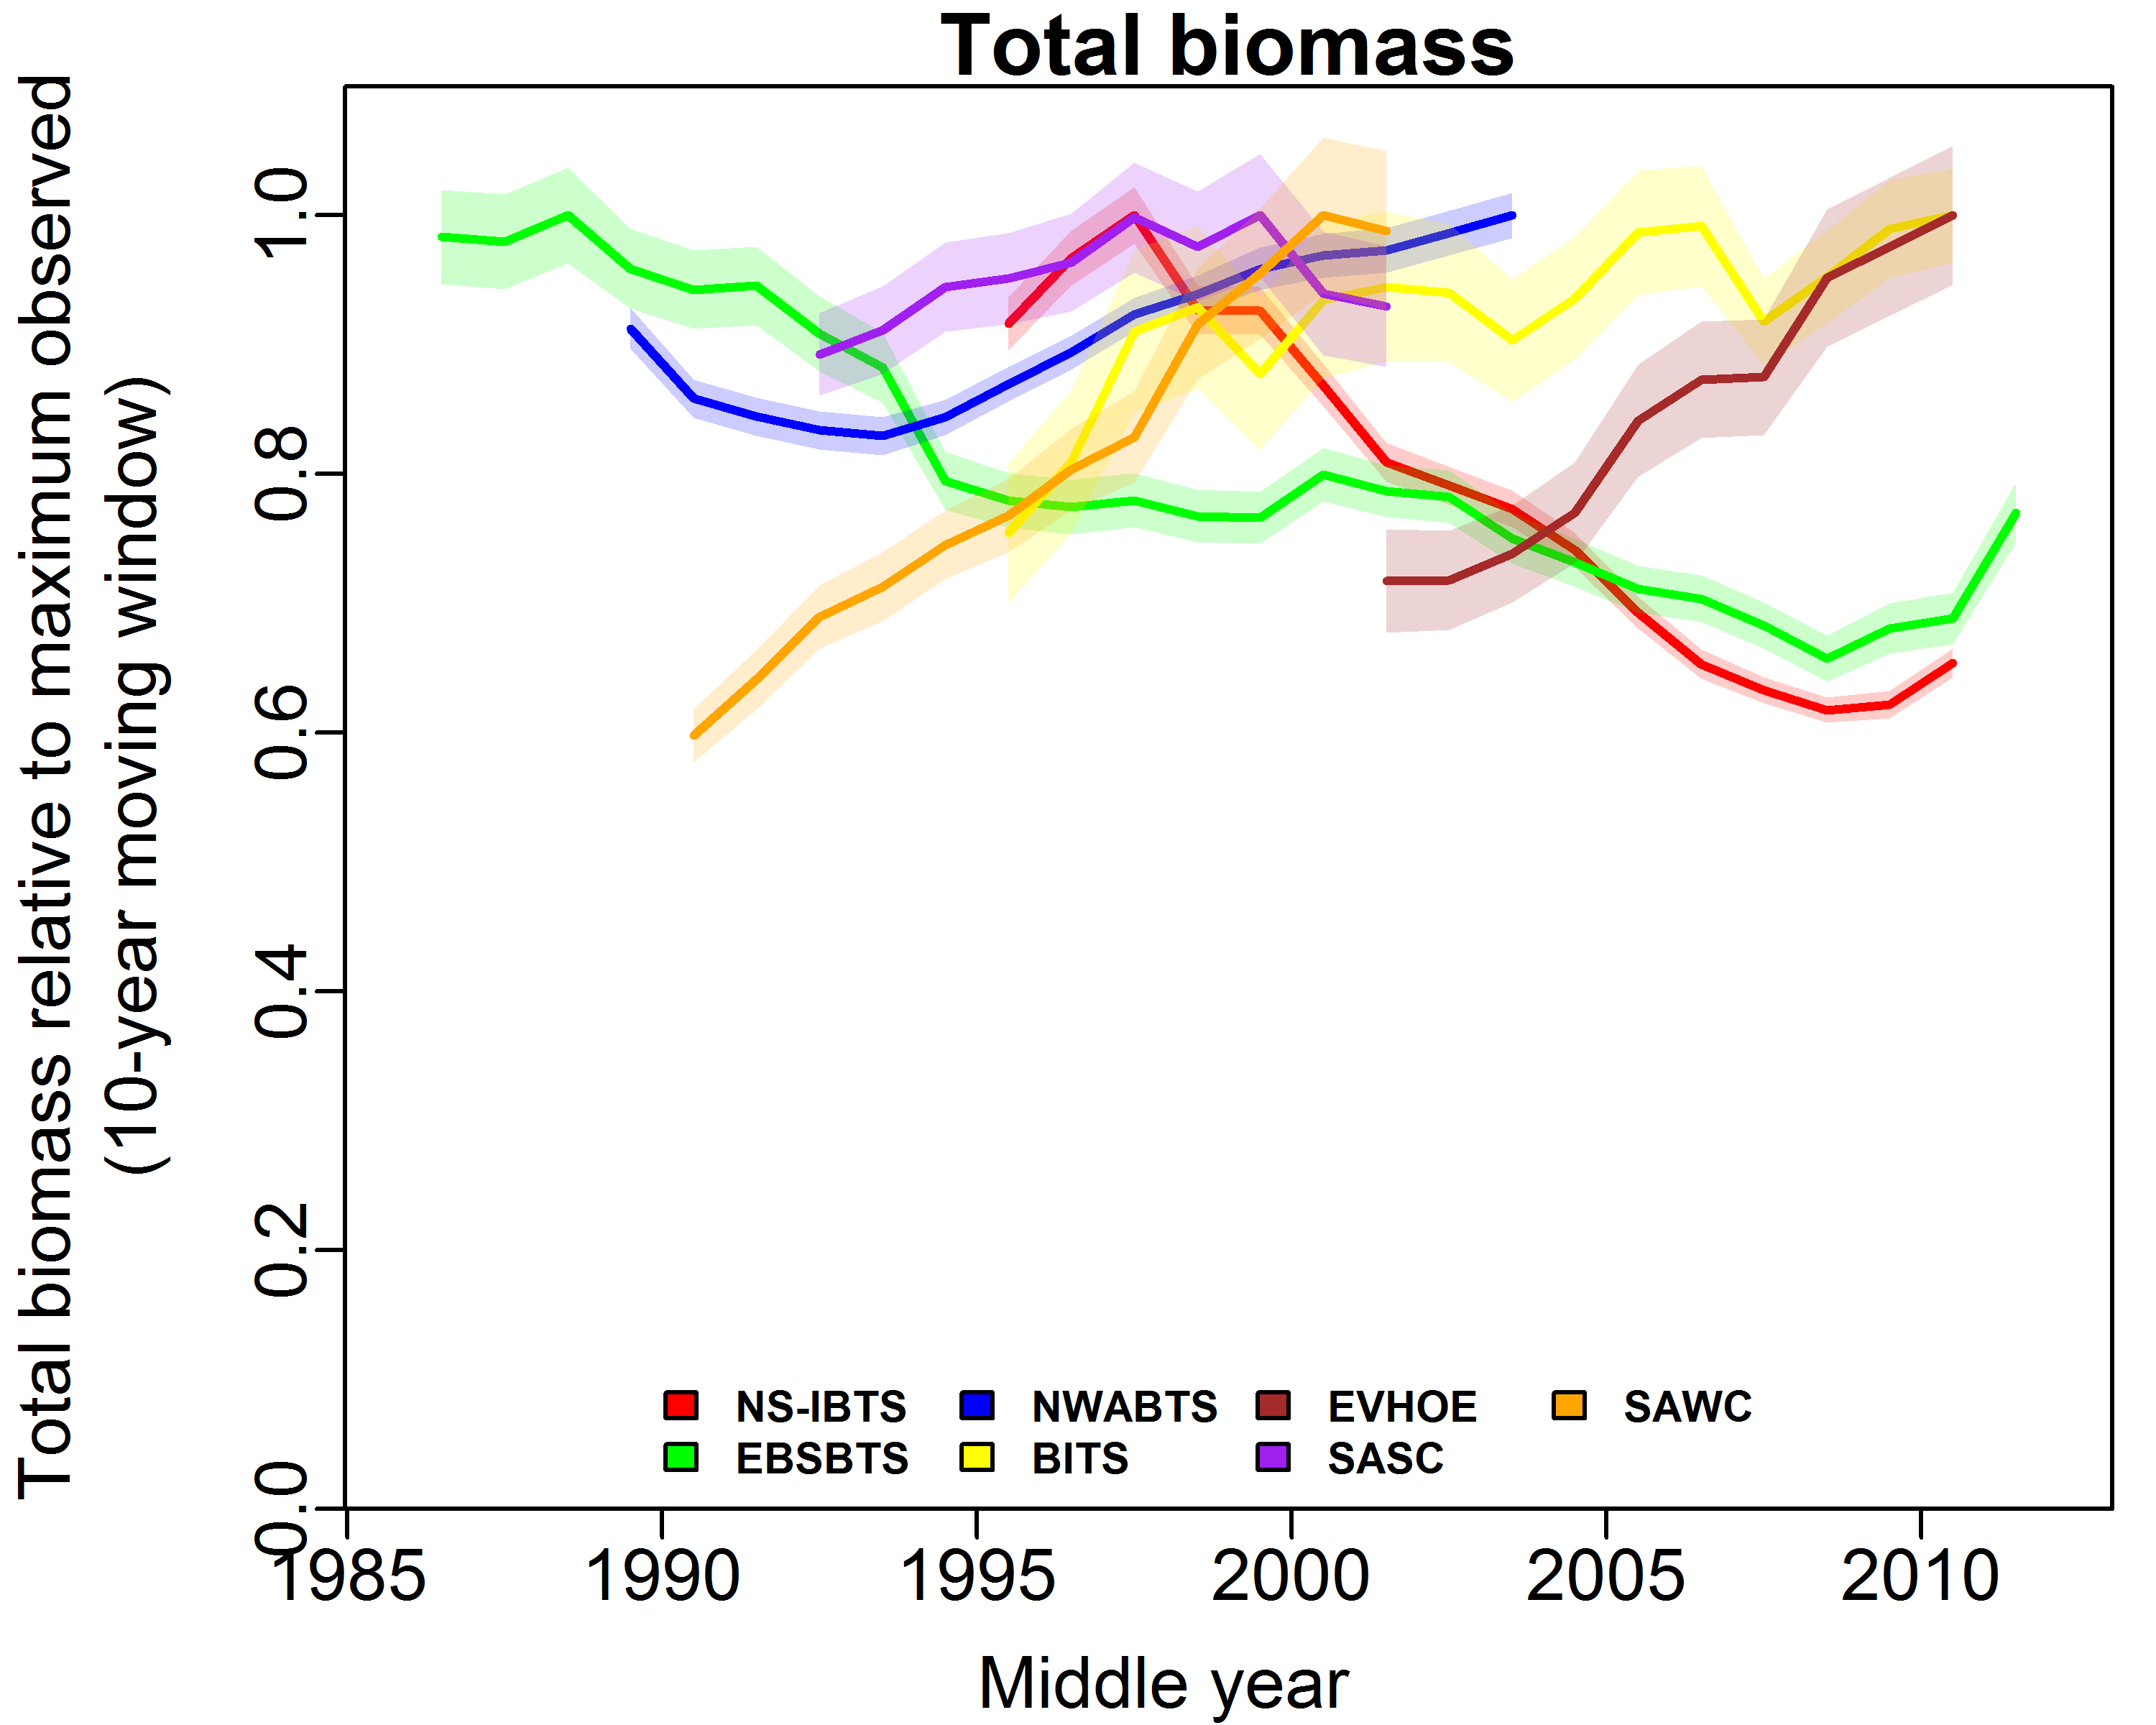 Total biomass
Total biomass relative to maximum observed
(10-year moving window)
1.0
0.8
0.6
0.4
0.2
0.0
NS-IBTS NWABTS EVHOE SAWC
EBSBTS BITS SASC
1985 1990 1995 2000 2005 2010
Middle year